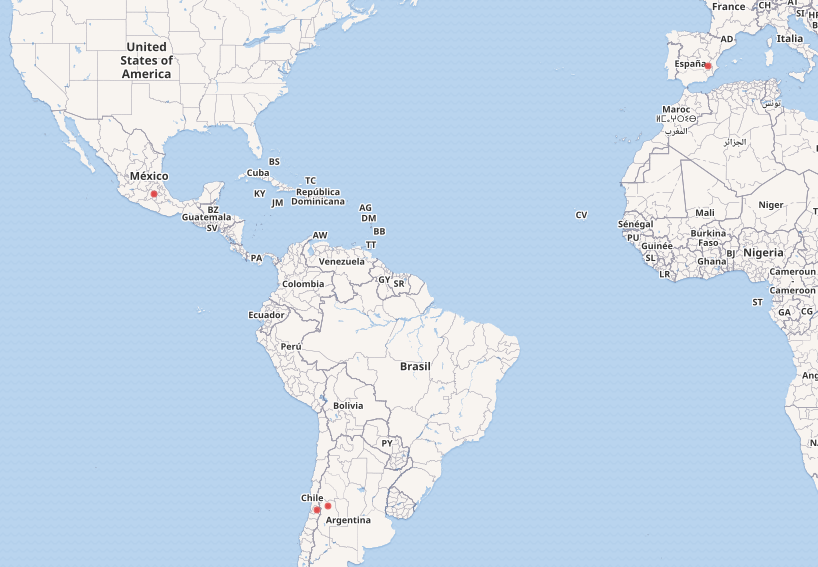 France
CH
AT
SI
HR
B
AD
Italia
España
United
States of
America
Maroc
ⵍⵎⵖⵔⵉⴱ
المغرب
تونس
الجزائر
México
BS
Cuba
TC
KY
República
Dominicana
JM
BZ
Guatemala
SV
AG
DM
BB
TT
AW
PA
CV
Mali
Niger
Sénégal
PU
Guinée
Burkina
Faso
BJ
Nigeria
SL
Ghana
LR
Cameroun
-
Cameroon
ST
GA
CG
Venezuela
GY
SR
Colombia
Ecuador
Perú
Brasil
Bolivia
PY
Chile
Argentina
Ang
N